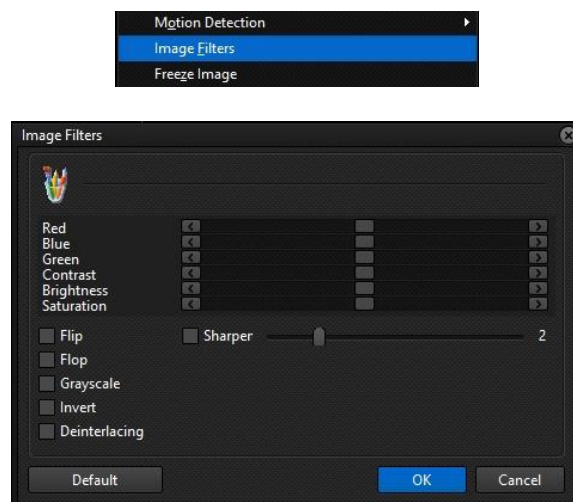 Motion Detection
Image Filters
Freeze Image
Image Filters
Red
Blue
Green
Contrast
Brightness
Saturation
Flip
Sharper 2
Flop
Grayscale
Invert
Deinterlacing
Default OK Cancel